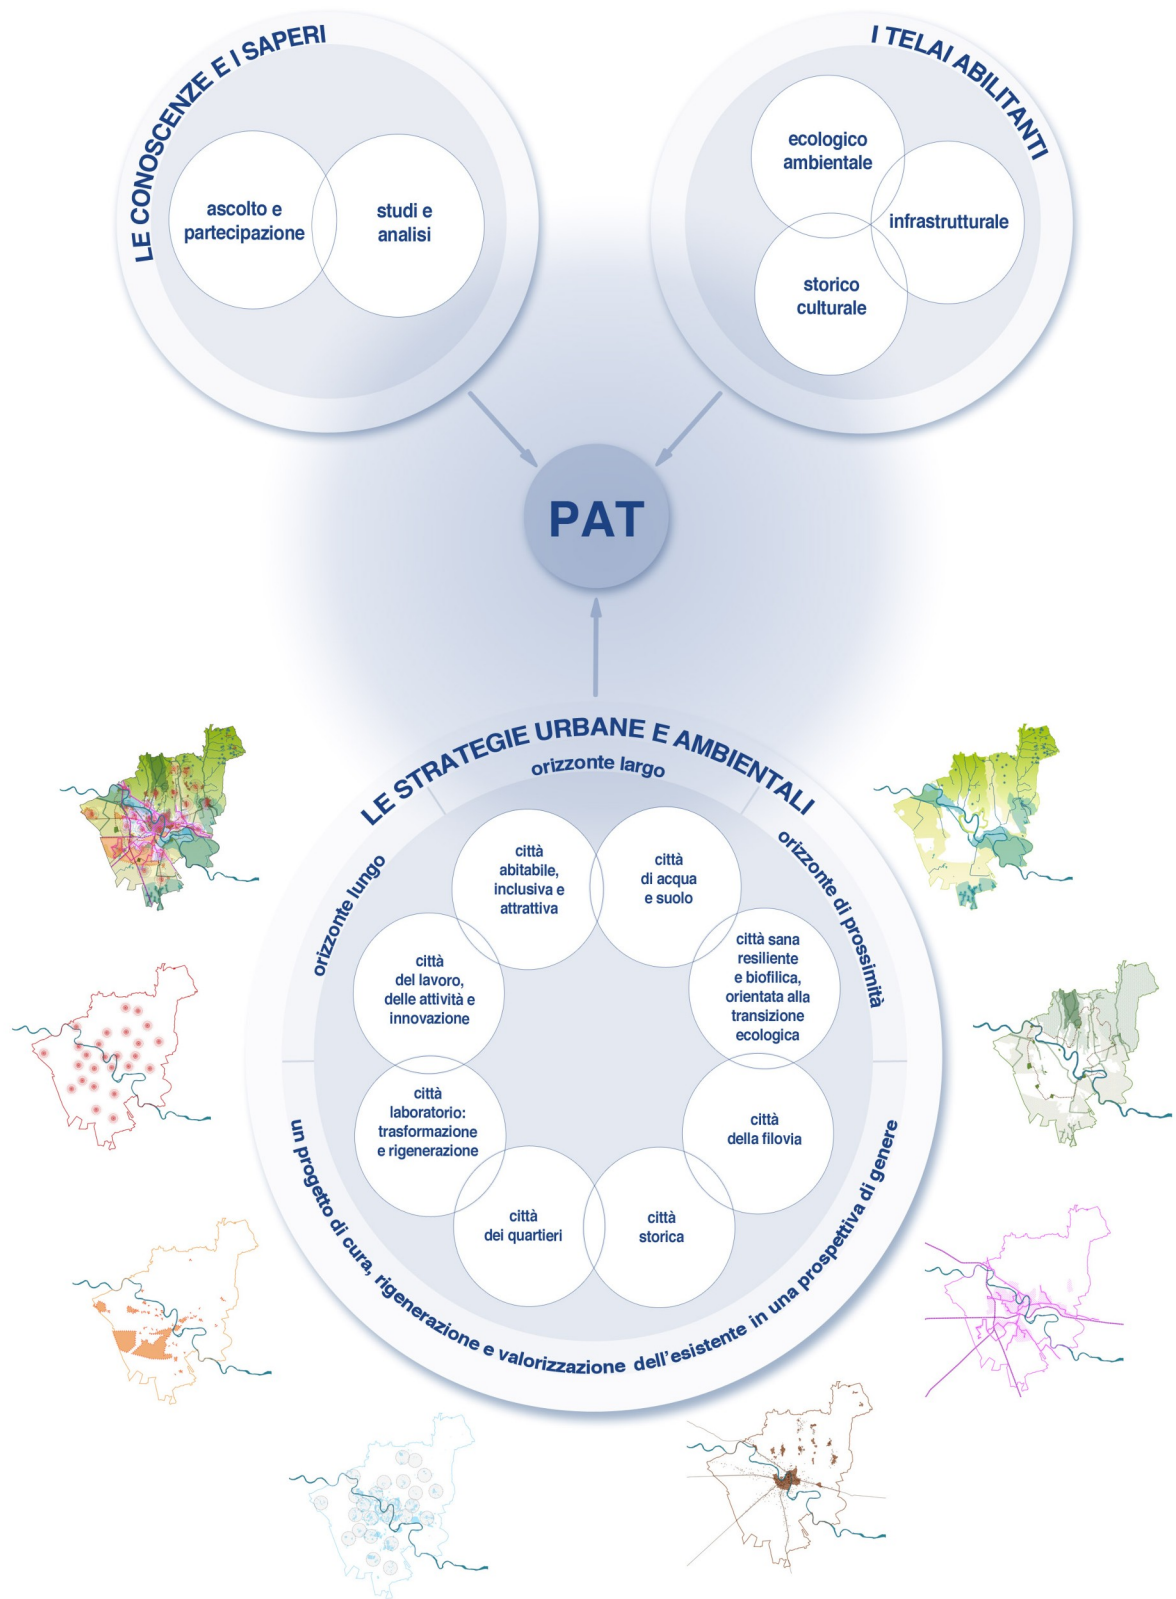 LE CONOSCENZE E I SAPERI
ascolto e
partecipazione
studi e
analisi
I TELAI ABILITANTI
ecologico
ambientale
infrastrutturale
storico
culturale
PAT
LE STRATEGIE URBANE E AMBIENTALI
orizzonte largo
orizzonte lungo
orizzonte di prossimità
città
abitabile,
inclusiva e
attrattiva
città
di acqua
e suolo
città
del lavoro,
delle attività e
innovazione
città sana
resiliente
e biofilica,
orientata alla
transizione
ecologica
città
laboratorio:
trasformazione
e rigenerazione
città
della filovia
città
dei quartieri
città
storica
un progetto di cura, rigenerazione e valorizzazione dell'esistente in una prospettiva di genere